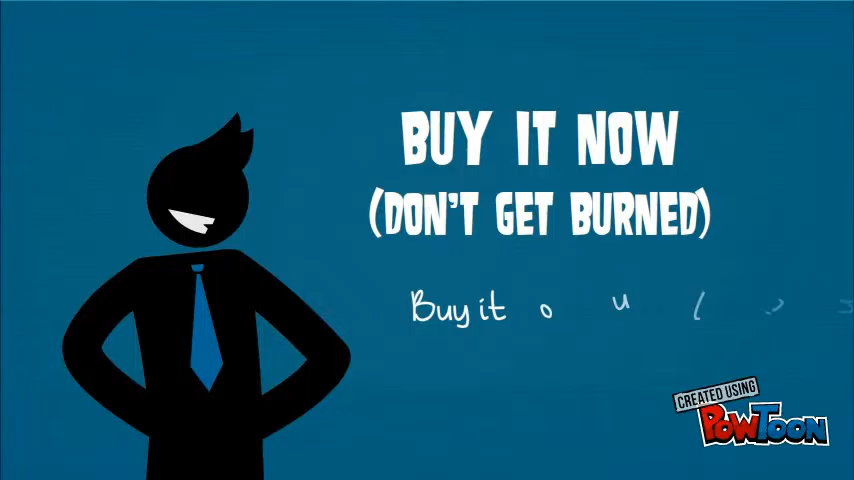 BUY IT NOW
(DON'T GET BURNED)
Buy it
CREATED USING
POWTOON